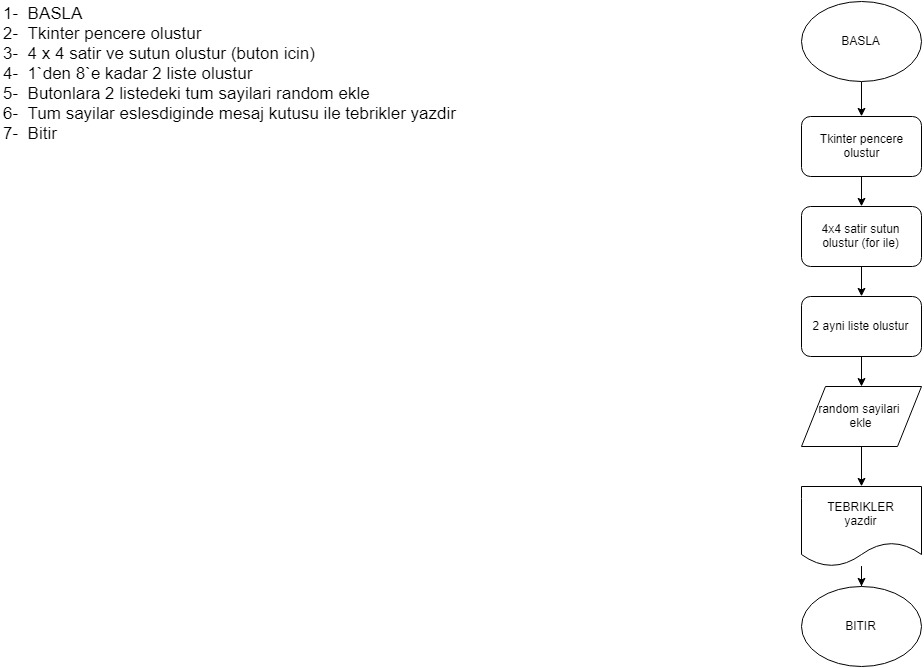 1- BASLA
2- Tkinter pencere olustur
3- 4 x 4 satir ve sutun olustur (buton icin)
4- 1`den 8`e kadar 2 liste olustur
5- Butonlara 2 listedeki tum sayilari random ekle
6- Tum sayilar eslesdiginde mesaj kutusu ile tebrikler yazdir
7- Bitir
BASLA
Tkinter pencere
olustur
4x4 satir sutun
olustur (for ile)
2 ayni liste olustur
random sayilari
ekle
TEBRIKLER
yazdir
BITIR